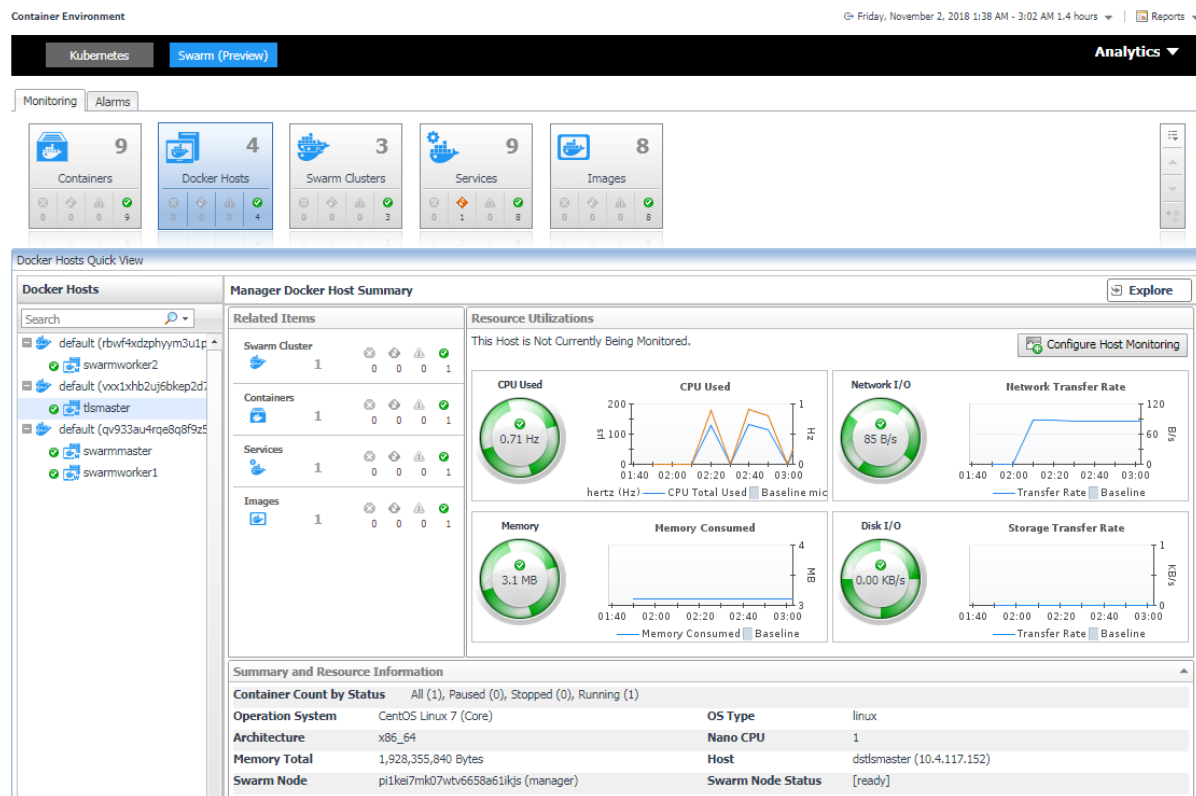 Container Environment
Friday, November 2, 2018 1:38 AM - 3:02 AM 1.4 hours
Reports
Kubernetes
Swarm (Preview)
Analytics
Monitoring
Alarms
9
4
3
9
8
Containers
Docker Hosts
Swarm Clusters
Services
Images
0 0 0 9
0 0 0 4
0 0 0 3
0 1 0 8
0 0 0 8
Docker Hosts Quick View
Docker Hosts
Search
default (rbwf4xdzphyym3u1p
swarmworker2
default (vxx1xhb2uj6bkep2d7
tlsmaster
default (qv933au4rqe8q8f9z5
swarmmaster
swarmworker1
Manager Docker Host Summary
Explore
Related Items
Swarm Cluster
1
0 0 0 1
Containers
1
0 0 0 1
Services
1
0 0 0 1
Images
1
0 0 0 1
Resource Utilizations
This Host is Not Currently Being Monitored.
Configure Host Monitoring
CPU Used
0.71 Hz
CPU Used
200
100
0
µs
1
0
Hz
01:40 02:00 02:20 02:40 03:00
hertz (Hz) CPU Total Used Baseline mic
Network I/O
85 B/s
Network Transfer Rate
120
60
0
B/s
01:40 02:00 02:20 02:40 03:00
Transfer Rate Baseline
Memory
3.1 MB
Memory Consumed
4
3
MB
01:40 02:00 02:20 02:40 03:00
Memory Consumed Baseline
Disk I/O
0.00 KB/s
Storage Transfer Rate
1
0
KB/s
01:40 02:00 02:20 02:40 03:00
Transfer Rate Baseline
Summary and Resource Information
Container Count by Status All (1), Paused (0), Stopped (0), Running (1)
Operation System CentOS Linux 7 (Core) OS Type linux
Architecture x86_64 Nano CPU 1
Memory Total 1,928,355,840 Bytes Host dstlsmaster (10.4.117.152)
Swarm Node pi1kei7mk07wtv6658a61ikjs (manager) Swarm Node Status [ready]